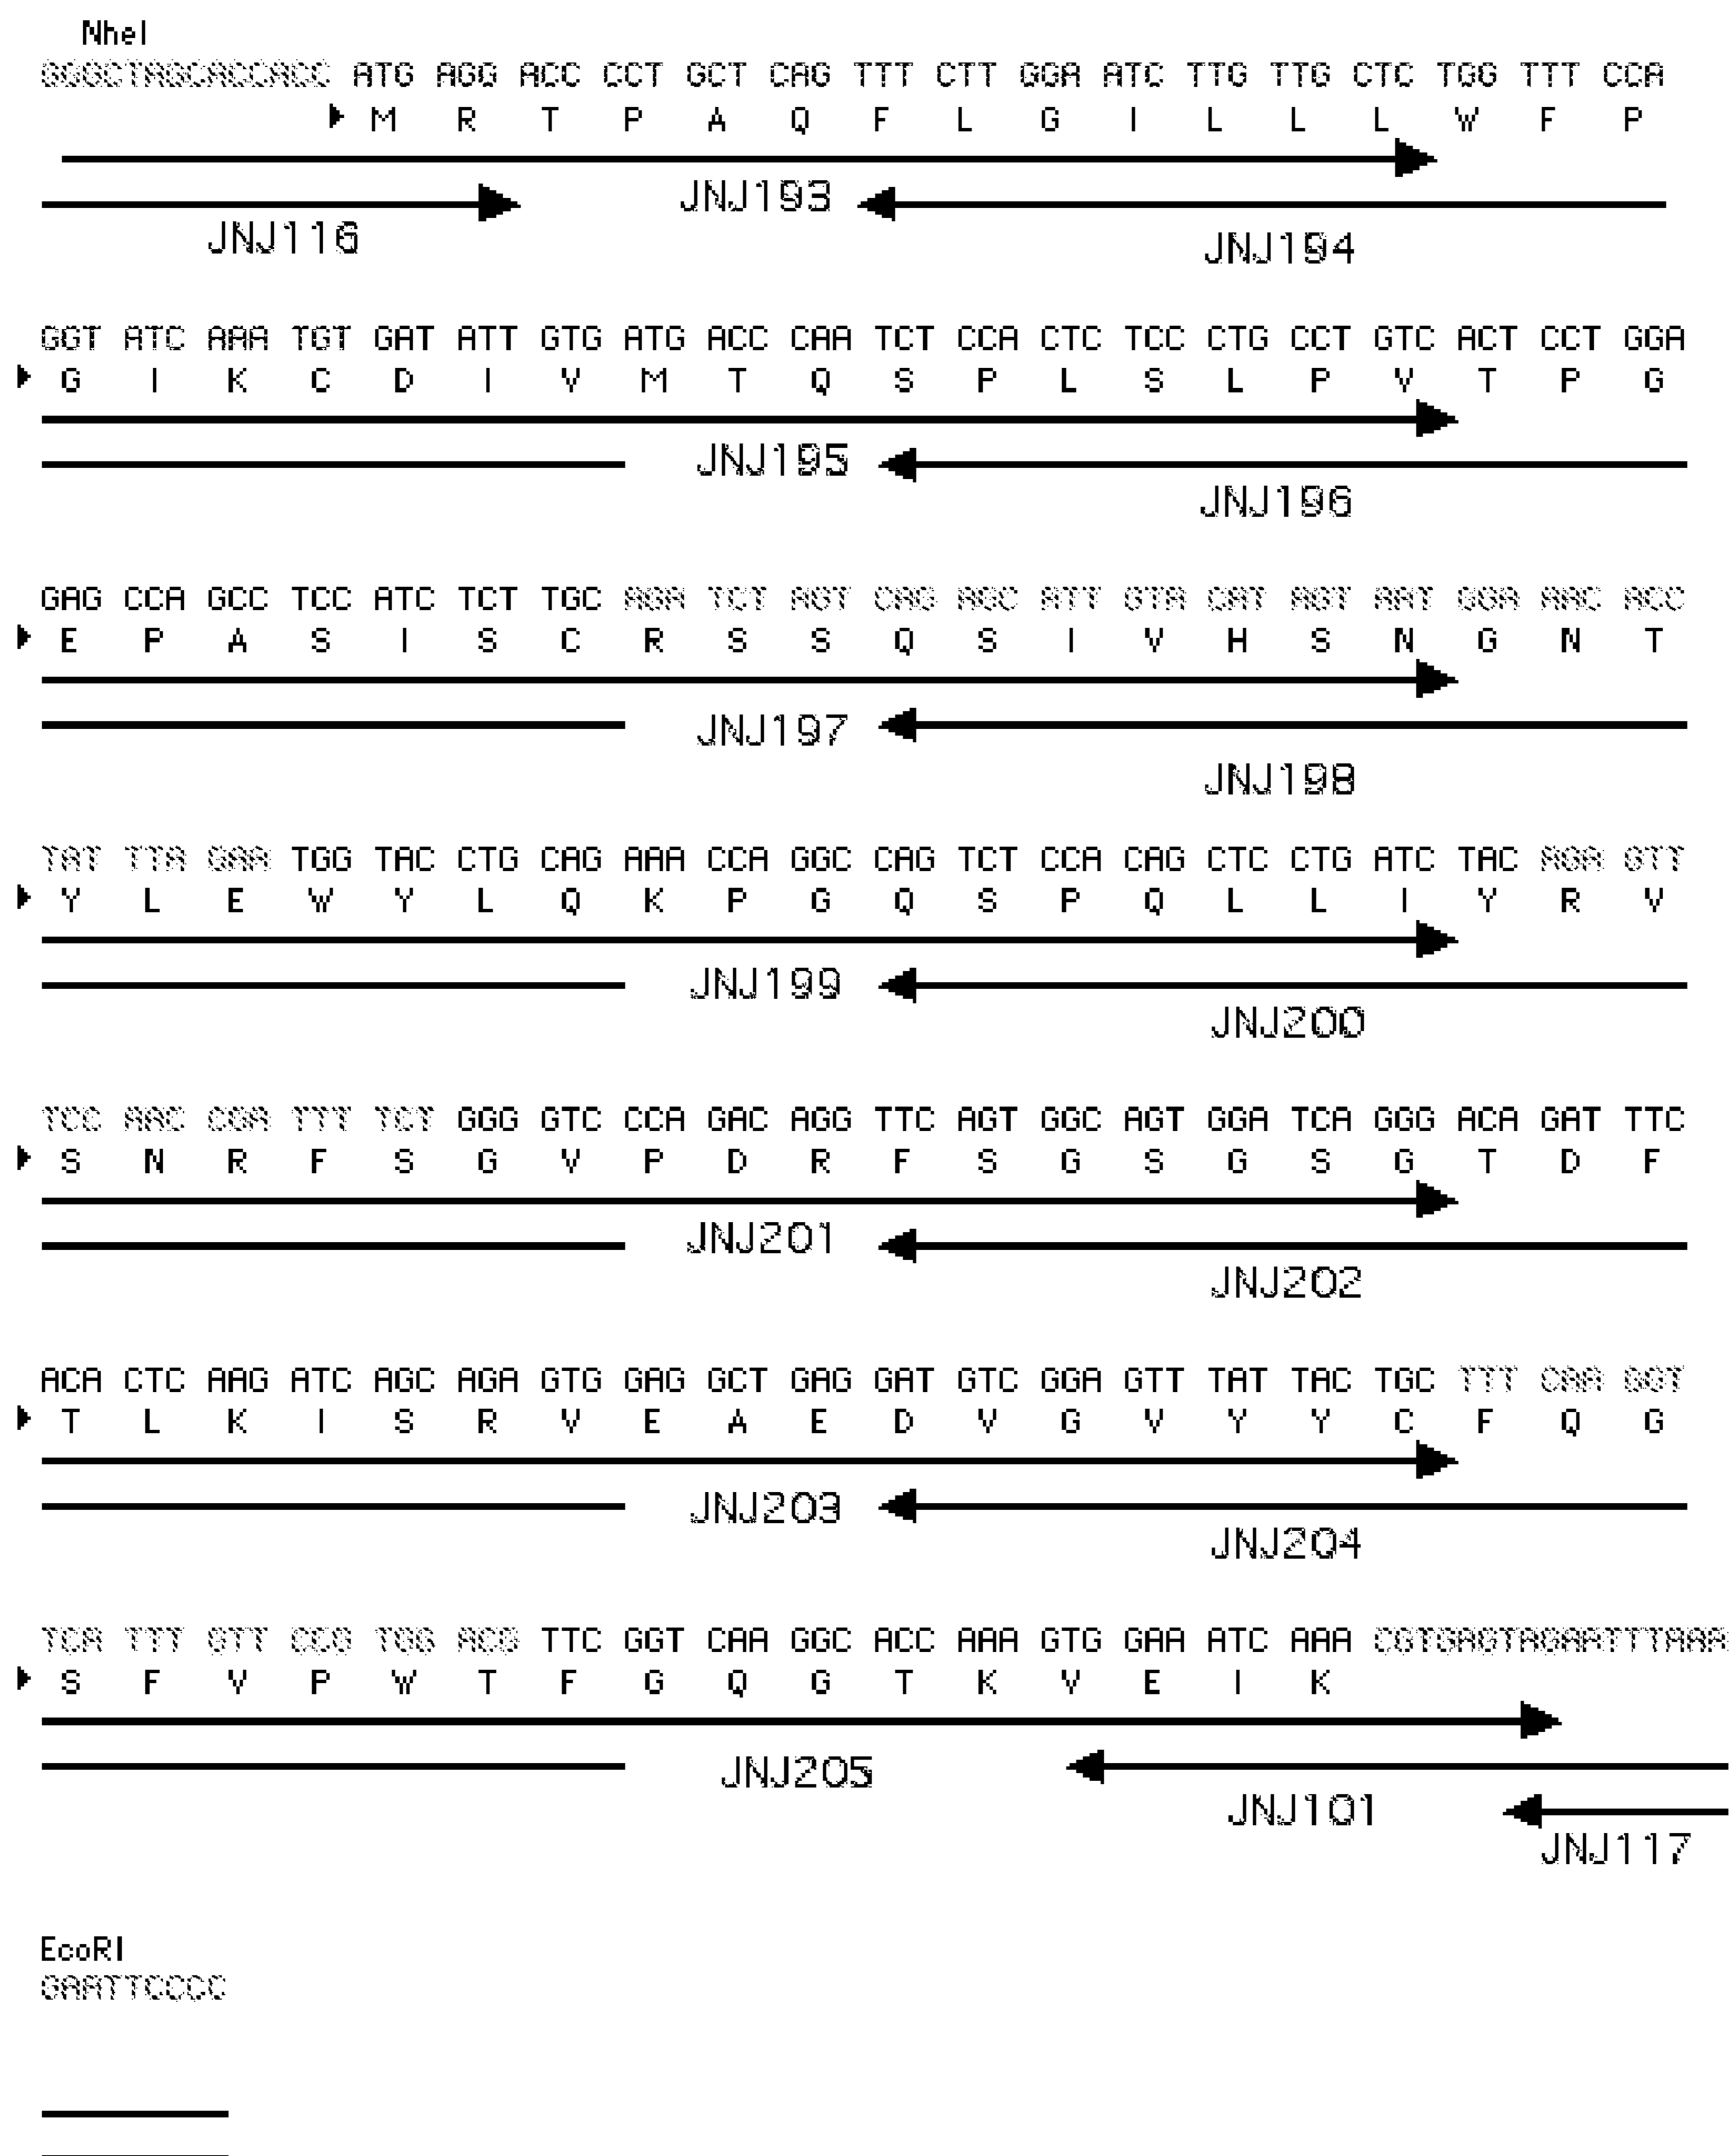 NheI
GGGCTAGCACCACC ATG AGG ACC CCT GCT CAG TTT CTT GGA ATC TTG TTG CTC TGG TTT CCA
M R T P A Q F L G I L L L W F P
JNJ193
JNJ116
JNJ194
GGT ATC AAA TGT GAT ATT GTG ATG ACC CAA TCT CCA CTC TCC CTG CCT GTC ACT CCT GGA
G I K C D I V M T Q S P L S L P V T P G
JNJ195
JNJ196
GAG CCA GCC TCC ATC TCT TGC AGA TCT AGT CAG AGC ATT GTA CAT AGT AAT GGA AAC ACC
E P A S I S C R S S Q S I V H S N G N T
JNJ197
JNJ198
TAT TTA GAA TGG TAC CTG CAG AAA CCA GGC CAG TCT CCA CAG CTC CTG ATC TAC AGA GTT
Y L E W Y L Q K P G Q S P Q L L I Y R V
JNJ199
JNJ200
TCC AAC CGA TTT TCT GGG GTC CCA GAC AGG TTC AGT GGC AGT GGA TCA GGG ACA GAT TTC
S N R F S G V P D R F S G S G S G T D F
JNJ201
JNJ202
ACA CTC AAG ATC AGC AGA GTG GAG GCT GAG GAT GTC GGA GTT TAT TAC TGC TTT CAA GGT
T L K I S R V E A E D V G V Y Y C F Q G
JNJ203
JNJ204
TCA TTT GTT CCG TGG ACG TTC GGT CAA GGC ACC AAA GTG GAA ATC AAA CGTGAGTAGAATTTAAA
S F V P W T F G Q G T K V E I K
JNJ205
JNJ101
JNJ117
EcoRI
GAATTCCCC